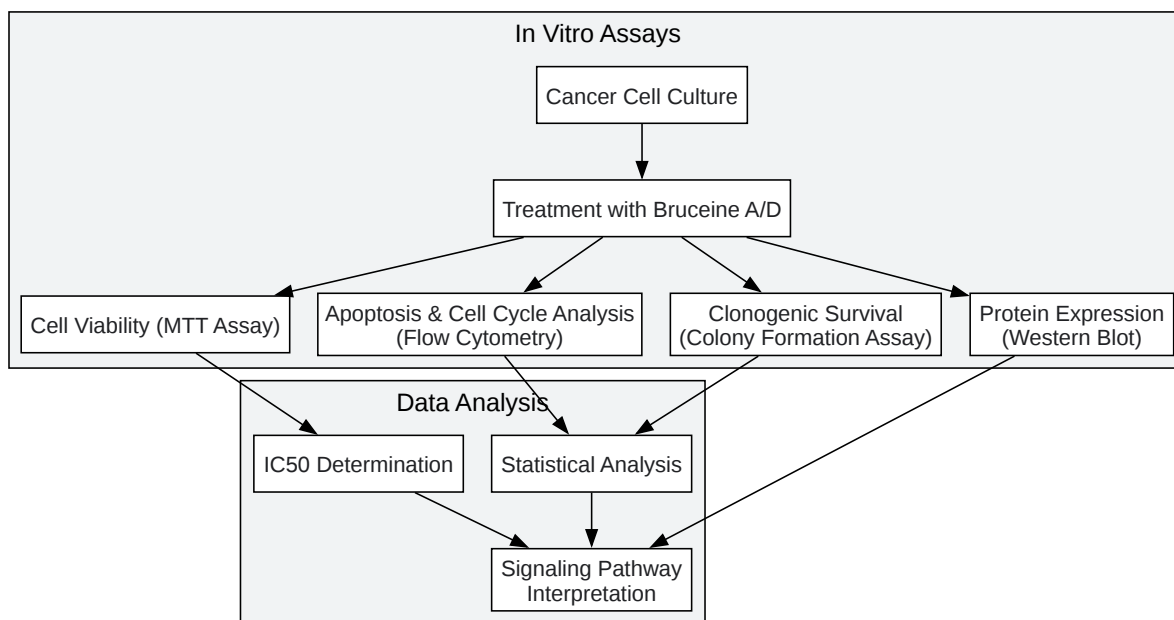 In Vitro Assays
Cancer Cell Culture
Treatment with Bruceine A/D
Cell Viability (MTT Assay)
Apoptosis & Cell Cycle Analysis
(Flow Cytometry)
Clonogenic Survival
(Colony Formation Assay)
Protein Expression
(Western Blot)
Data Analysis
IC50 Determination
Statistical Analysis
Signaling Pathway
Interpretation